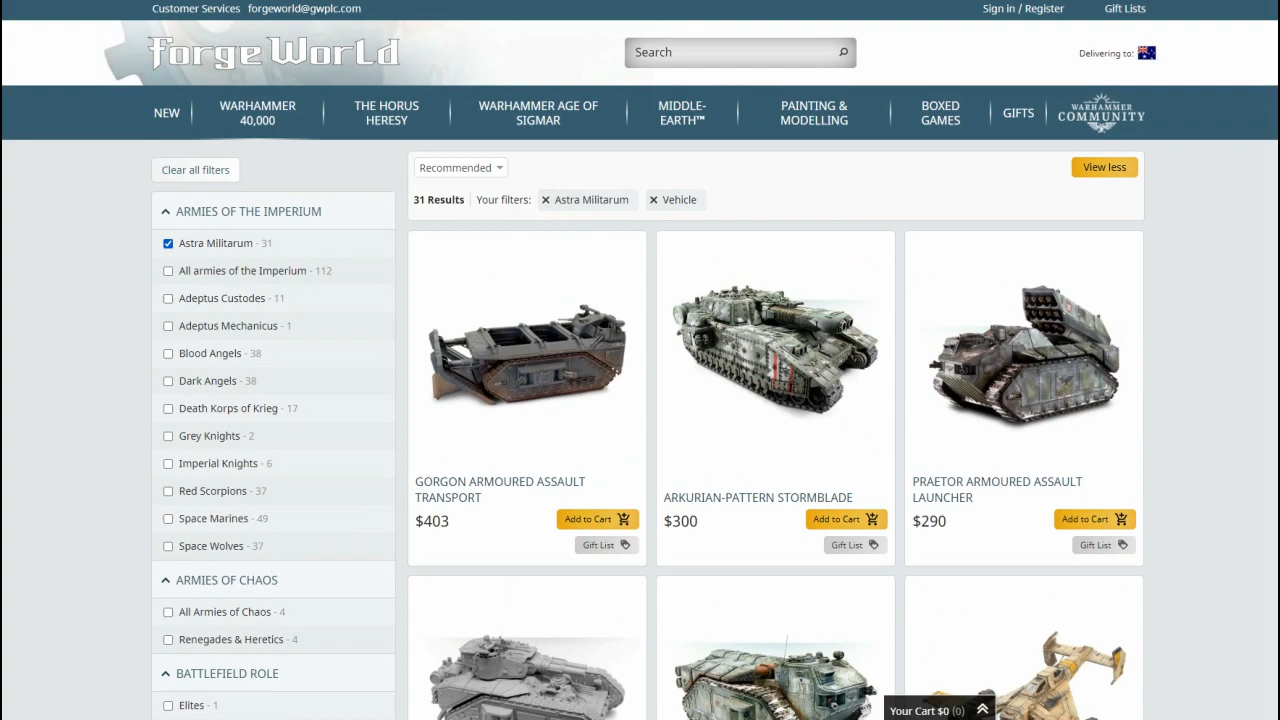 Customer Services forgeworld@gwplc.com Sign in / Register Gift Lists
Forge World
Search
Delivering to:
NEW
WARHAMMER
40,000
THE HORUS
HERESY
WARHAMMER AGE OF
SIGMAR
MIDDLE-
EARTH™
PAINTING &
MODELLING
BOXED
GAMES
GIFTS
WARHAMMER
COMMUNITY
Clear all filters
ARMIES OF THE IMPERIUM
Astra Militarum - 31
All armies of the Imperium - 112
Adeptus Custodes - 11
Adeptus Mechanicus - 1
Blood Angels - 38
Dark Angels - 38
Death Korps of Krieg - 17
Grey Knights - 2
Imperial Knights - 6
Red Scorpions - 37
Space Marines - 49
Space Wolves - 37
ARMIES OF CHAOS
All Armies of Chaos - 4
Renegades & Heretics - 4
BATTLEFIELD ROLE
Elites - 1
Recommended
View less
31 Results Your filters: ✕ Astra Militarum ✕ Vehicle
GORGON ARMOURED ASSAULT
TRANSPORT
$403 Add to Cart
Gift List
ARKURIAN-PATTERN STORMBLADE
$300 Add to Cart
Gift List
PRAETOR ARMOURED ASSAULT
LAUNCHER
$290 Add to Cart
Gift List
Your Cart $0 (0)